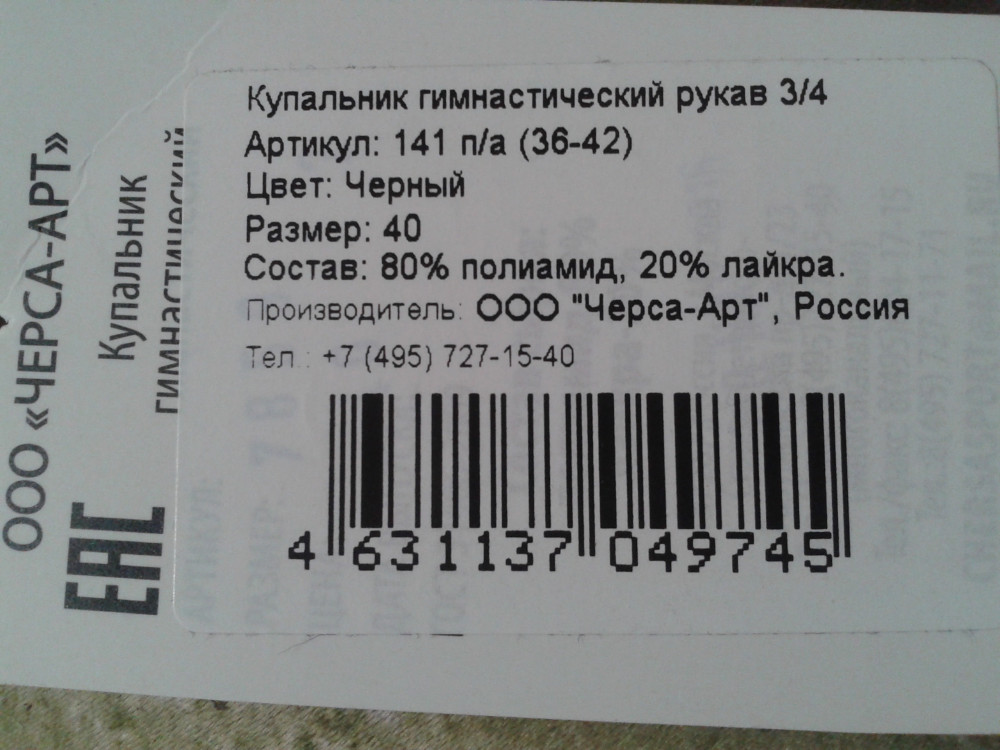 Купальник гимнастический рукав 3/4
Артикул: 141 п/а (36-42)
Цвет: Черный
Размер: 40
Состав: 80% полиамид, 20% лайкра.
Производитель: ООО "Черса-Арт", Россия
Тел.: +7 (495) 727-15-40
4 631137 049745
ООО «ЧЕРСА-АРТ»
Купальник
гимнастический
ЕАС
АРТИКУЛ:
РАЗМЕР: